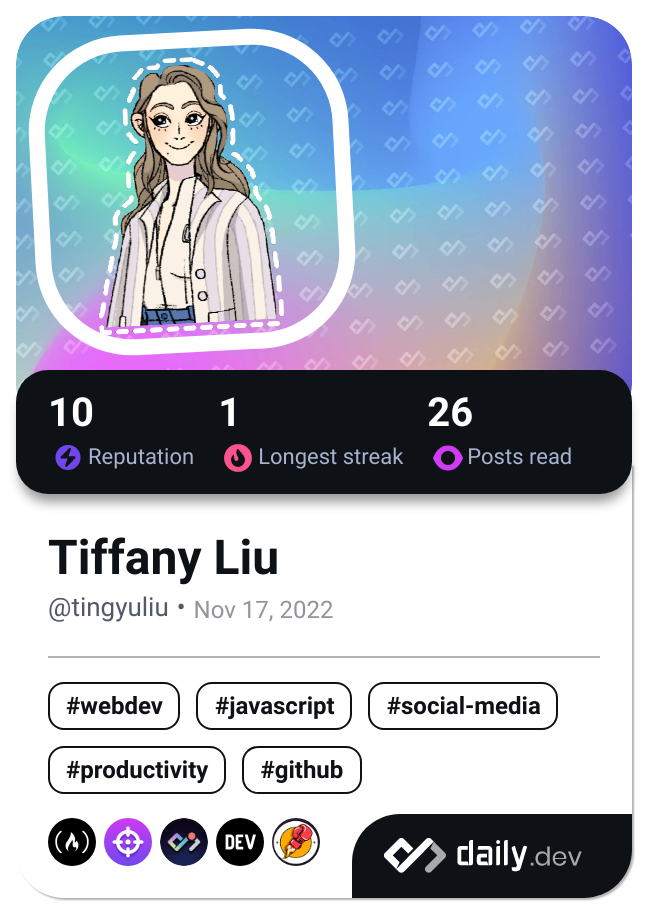 10 1 26
Reputation Longest streak Posts read
Tiffany Liu
@tingyuliu • Nov 17, 2022
#webdev #javascript #social-media
#productivity #github
DEV
daily.dev